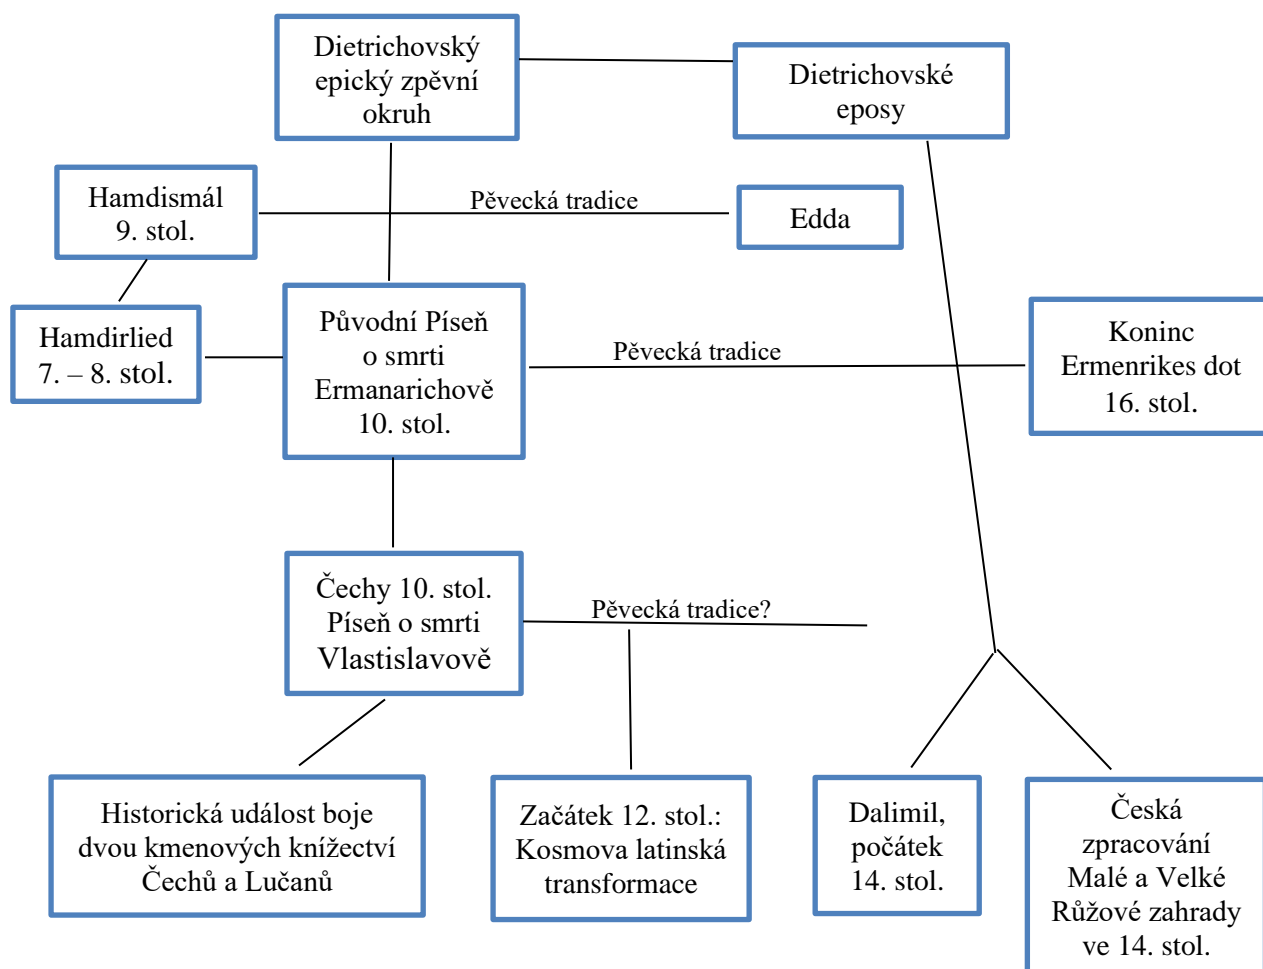 Dietrichovský
epický zpěvní
okruh
Dietrichovské
eposy
Hamdismál
9. stol.
Pěvecká tradice
Edda
Hamdirlied
7. – 8. stol.
Původní Píseň
o smrti
Ermanarichově
10. stol.
Pěvecká tradice
Koninc
Ermenrikes dot
16. stol.
Čechy 10. stol.
Píseň o smrti
Vlastislavově
Pěvecká tradice?
Historická událost boje
dvou kmenových knížectví
Čechů a Lučanů
Začátek 12. stol.:
Kosmova latinská
transformace
Dalimil,
počátek
14. stol.
Česká
zpracování
Malé a Velké
Růžové zahrady
ve 14. stol.